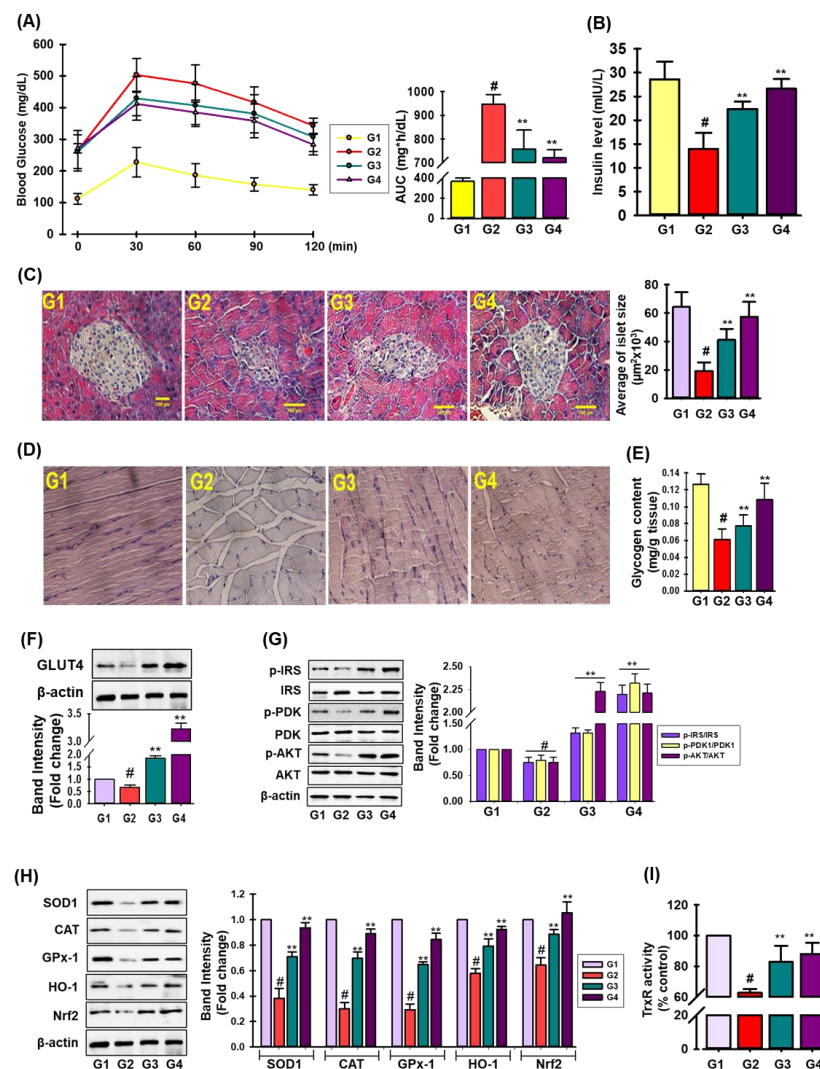 (A)
Blood Glucose (mg/dL)
600
500
400
300
200
100
0
0 30 60 90 120 (min)
G1
G2
G3
G4
AUC (mg*h/dL)
1000
900
800
700
400
200
0
#
**
**
G1 G2 G3 G4
(B)
Insulin level (mIU/L)
35
30
25
20
15
10
5
0
#
**
**
G1 G2 G3 G4
(C)
G1
G2
G3
G4
Average of islet size
(µm²x10³)
80
60
40
20
0
#
**
**
G1 G2 G3 G4
(D)
G1
G2
G3
G4
(E)
Glycogen content
(mg/g tissue)
0.14
0.12
0.10
0.08
0.06
0.04
0.02
0.00
#
**
**
G1 G2 G3 G4
(F)
GLUT4
β-actin
Band Intensity
(Fold change)
3.5
3.0
2.0
1.5
1.0
0.5
0.0
#
**
**
G1 G2 G3 G4
(G)
p-IRS
IRS
p-PDK
PDK
p-AKT
AKT
β-actin
G1 G2 G3 G4
Band Intensity
(Fold change)
2.50
2.25
2.00
1.50
1.00
0.50
0.00
#
**
**
G1 G2 G3 G4
p-IRS/IRS
p-PDK1/PDK1
p-AKT/AKT
(H)
SOD1
CAT
GPx-1
HO-1
Nrf2
β-actin
G1 G2 G3 G4
Band Intensity
(Fold change)
1.2
1.0
0.8
0.6
0.4
0.2
0.0
# ** **
# ** **
# ** **
# ** **
# ** **
SOD1 CAT GPx-1 HO-1 Nrf2
G1
G2
G3
G4
(I)
TrxR activity
(% control)
120
100
80
60
20
0
#
**
**
G1 G2 G3 G4